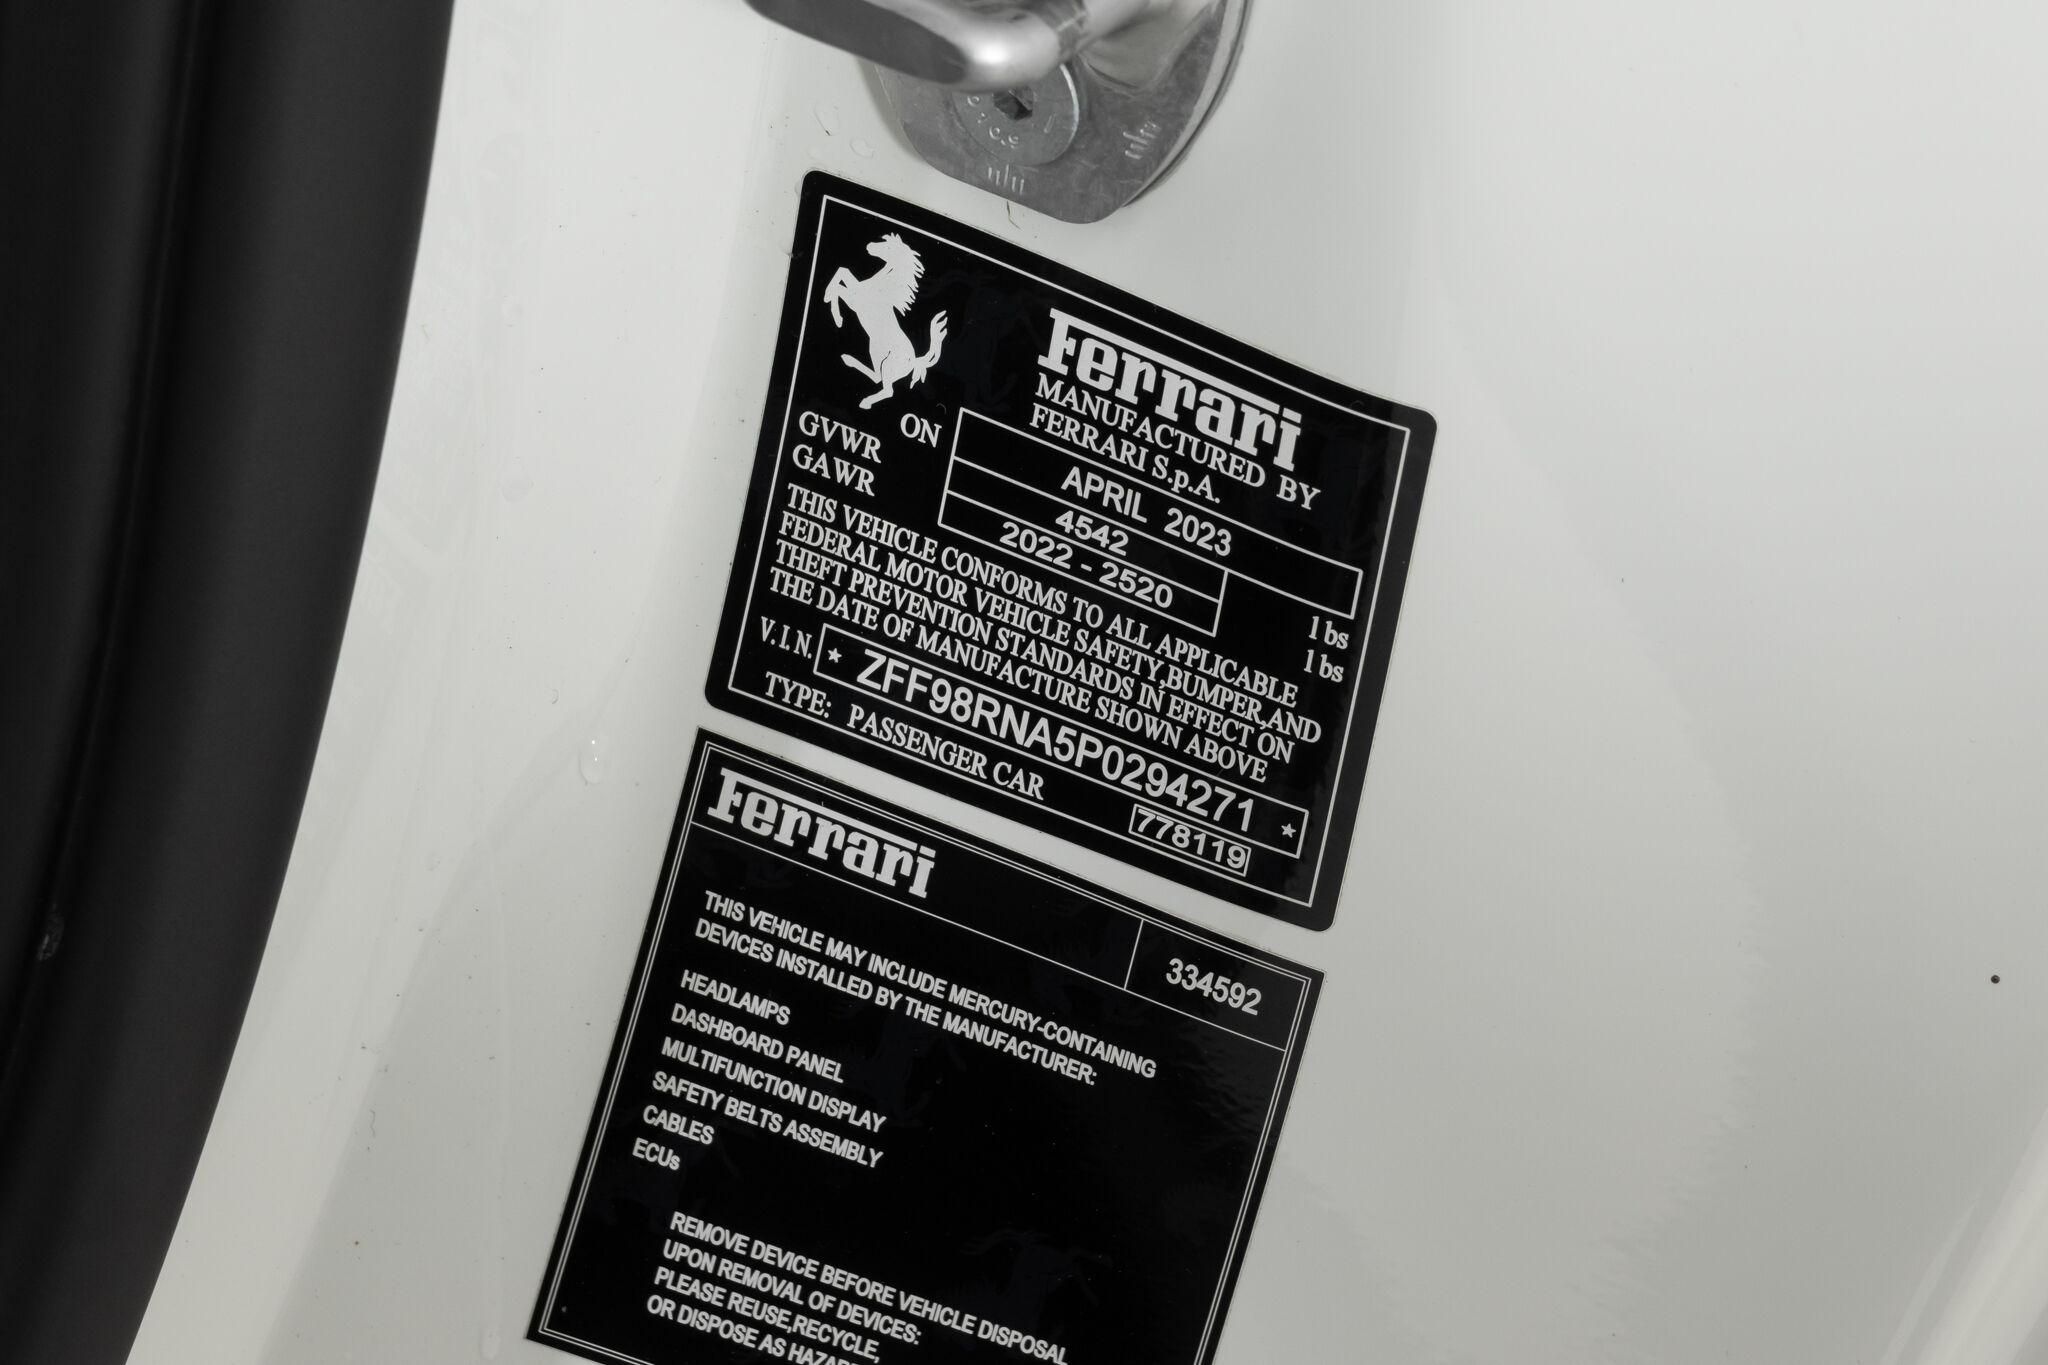 Ferrari
MANUFACTURED BY
FERRARI S.p.A.
ON APRIL 2023
GVWR 4542 lbs
GAWR 2022 - 2520 lbs
THIS VEHICLE CONFORMS TO ALL APPLICABLE
FEDERAL MOTOR VEHICLE SAFETY,BUMPER,AND
THEFT PREVENTION STANDARDS IN EFFECT ON
THE DATE OF MANUFACTURE SHOWN ABOVE
V.I.N. * ZFF98RNA5P0294271 *
TYPE: PASSENGER CAR
778119
Ferrari
334592
THIS VEHICLE MAY INCLUDE MERCURY-CONTAINING
DEVICES INSTALLED BY THE MANUFACTURER:
HEADLAMPS
DASHBOARD PANEL
MULTIFUNCTION DISPLAY
SAFETY BELTS ASSEMBLY
CABLES
ECUs
REMOVE DEVICE BEFORE VEHICLE DISPOSAL
UPON REMOVAL OF DEVICES:
PLEASE REUSE,RECYCLE,
OR DISPOSE AS